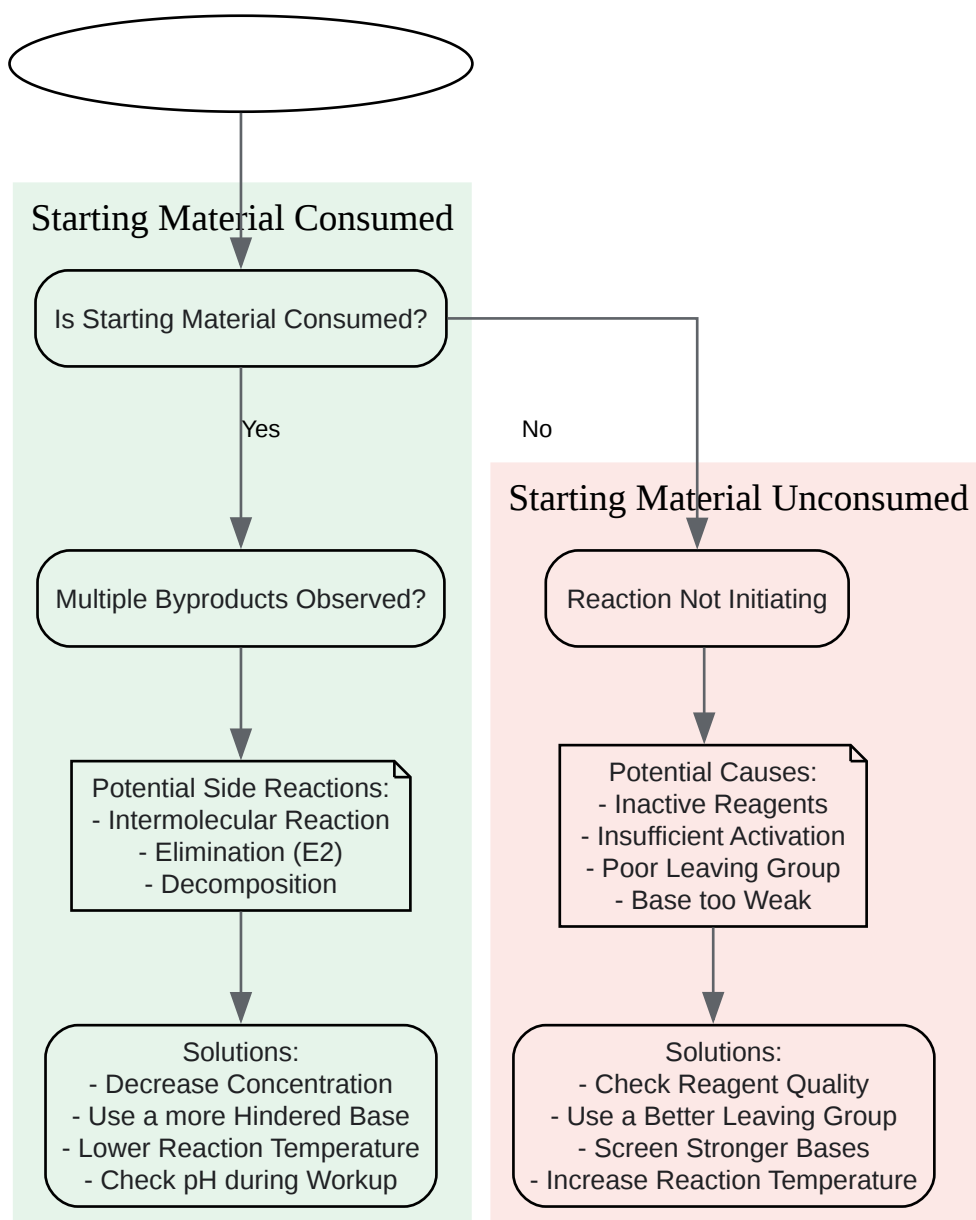 Starting Material Consumed
Is Starting Material Consumed?
Yes
No
Starting Material Unconsumed
Multiple Byproducts Observed?
Reaction Not Initiating
Potential Side Reactions:
- Intermolecular Reaction
- Elimination (E2)
- Decomposition
Potential Causes:
- Inactive Reagents
- Insufficient Activation
- Poor Leaving Group
- Base too Weak
Solutions:
- Decrease Concentration
- Use a more Hindered Base
- Lower Reaction Temperature
- Check pH during Workup
Solutions:
- Check Reagent Quality
- Use a Better Leaving Group
- Screen Stronger Bases
- Increase Reaction Temperature